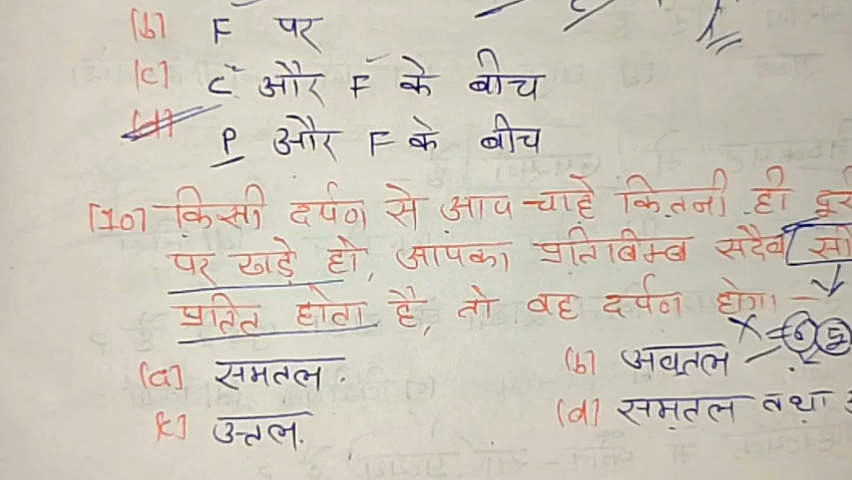 (b) F पर
(c) C और F के बीच
(d) P और F के बीच
(10) किसी दर्पण से आप चाहे कितनी ही
पर खड़े हो, आपका प्रतिबिम्ब सदैव
प्रतित होता है, तो वह दर्पण होगा -
(a) समतल. (b) अवतल
(c) उत्तल. (d) समतल तथा